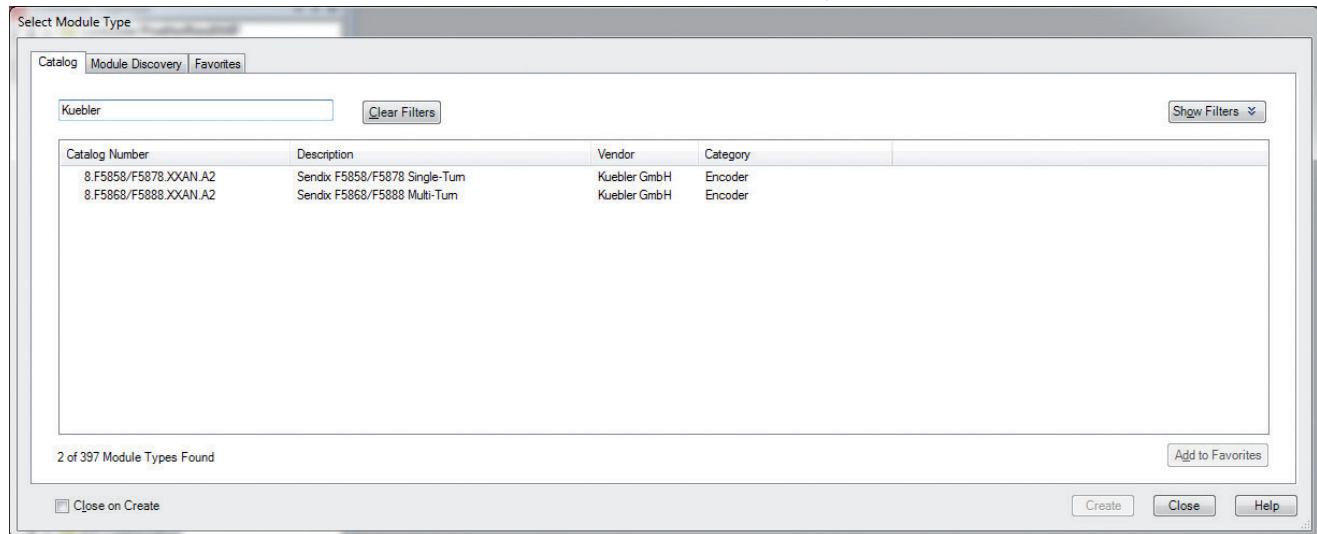 Select Module Type
Catalog Module Discovery Favorites
Kuebler Clear Filters Show Filters
Catalog Number Description Vendor Category
8.F5858/F5878.XXAN.A2 Sendix F5858/F5878 Single-Turn Kuebler GmbH Encoder
8.F5868/F5888.XXAN.A2 Sendix F5868/F5888 Multi-Turn Kuebler GmbH Encoder
2 of 397 Module Types Found Add to Favorites
Close on Create Create Close Help